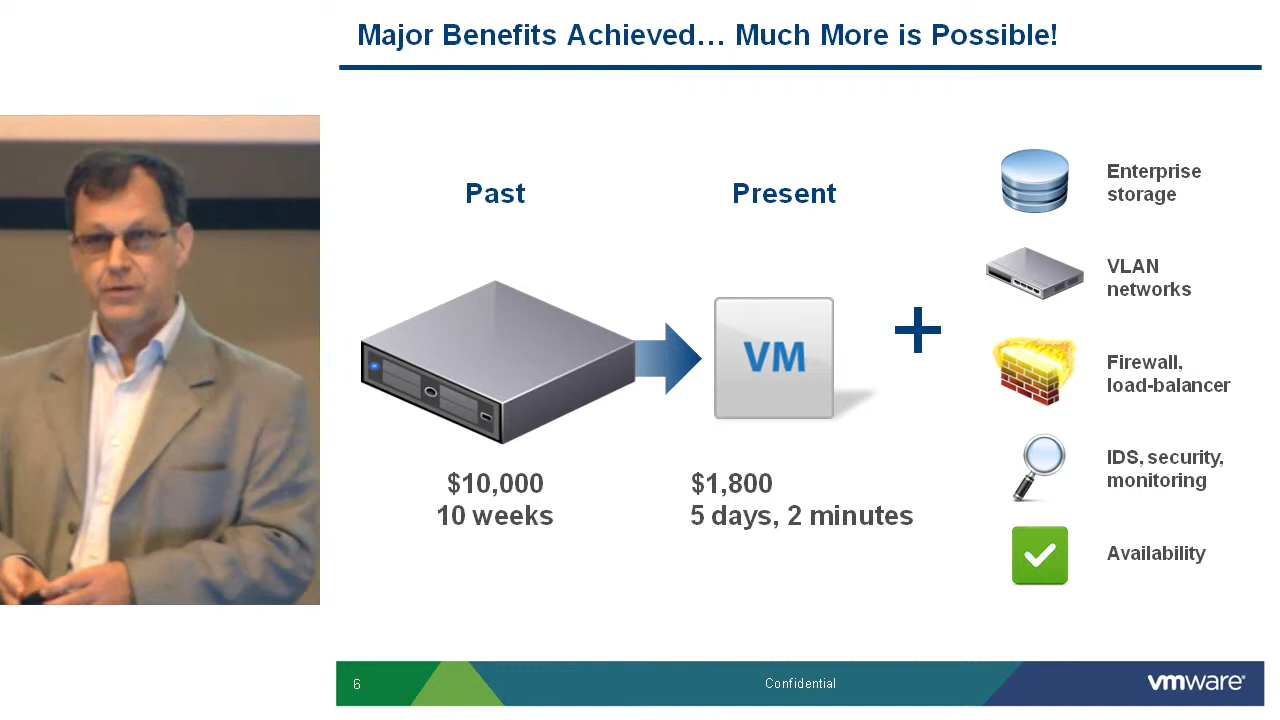 Major Benefits Achieved… Much More is Possible!
Past
Present
VM
$10,000
10 weeks
$1,800
5 days, 2 minutes
Enterprise
storage
VLAN
networks
Firewall,
load-balancer
IDS, security,
monitoring
Availability
6
Confidential
vmware®